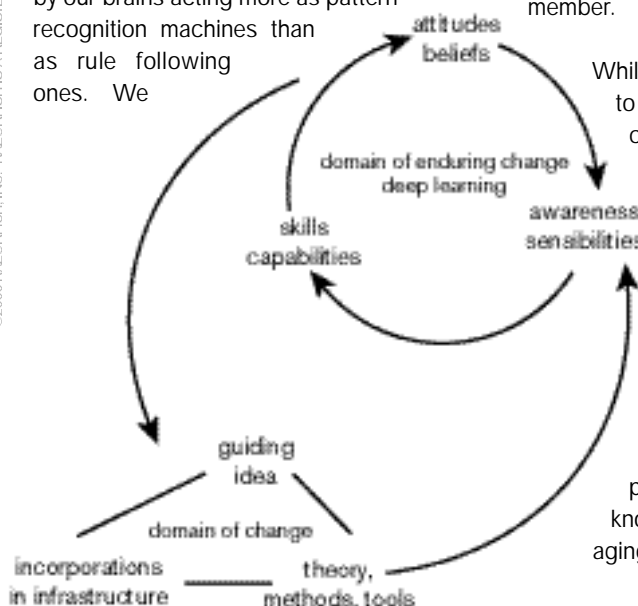 by our brains acting more as pattern
recognition machines than
as rule following
ones. We
member.
Whil
to
attitudes
beliefs
domain of enduring change
deep learning
awareness
sensibilities
skills
capabilities
guiding
idea
domain of change
incorporations
in infrastructure
theory,
methods, tools
p
kno
aging